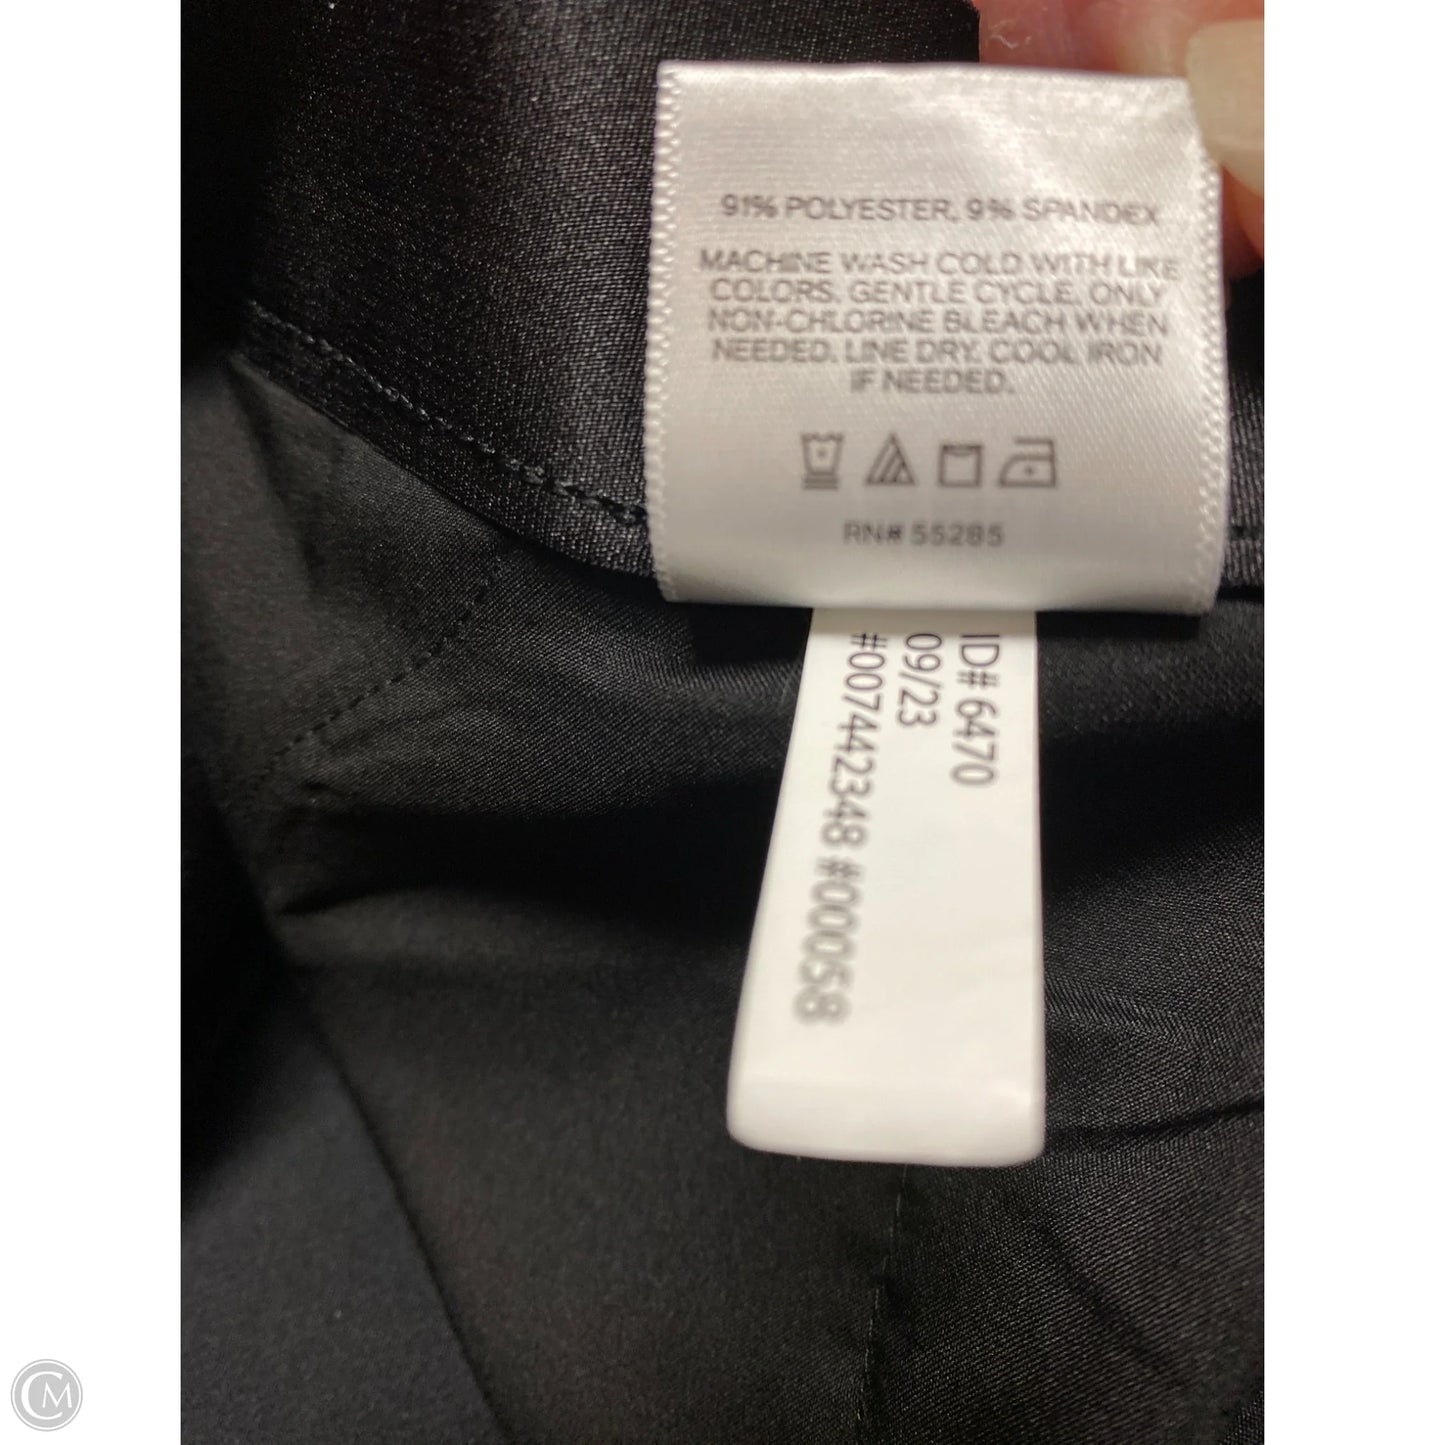 91% POLYESTER, 9% SPANDEX
MACHINE WASH COLD WITH LIKE
COLORS. GENTLE CYCLE. ONLY
NON-CHLORINE BLEACH WHEN
NEEDED. LINE DRY. COOL IRON
IF NEEDED.
RN# 55285
ID# 6470
09/23
#007442348 #00058
CM